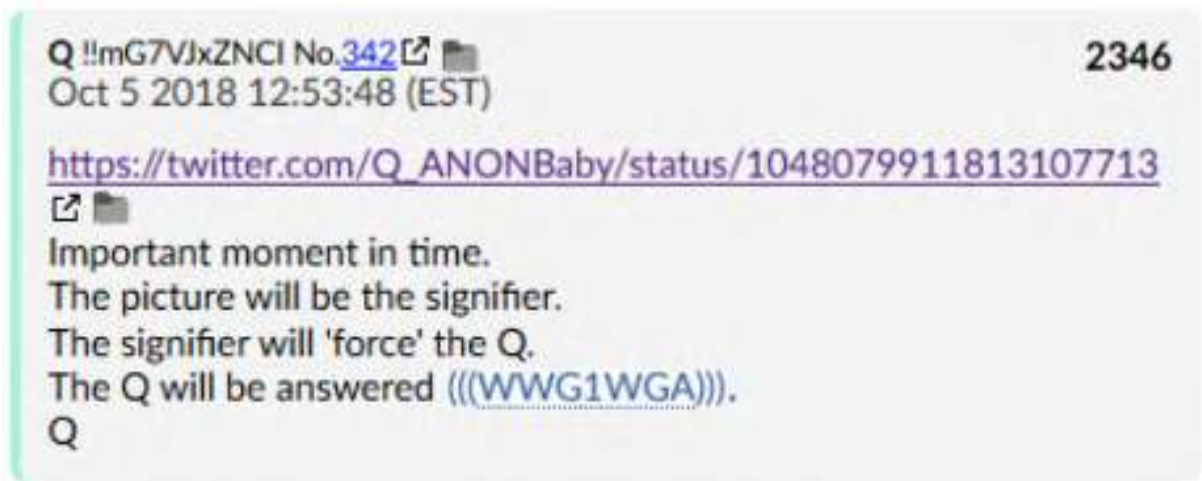 Q !!mG7VJxZNCI No.342 2346
Oct 5 2018 12:53:48 (EST)
https://twitter.com/Q_ANONBaby/status/1048079911813107713
Important moment in time.
The picture will be the signifier.
The signifier will 'force' the Q.
The Q will be answered (((WWG1WGA))).
Q